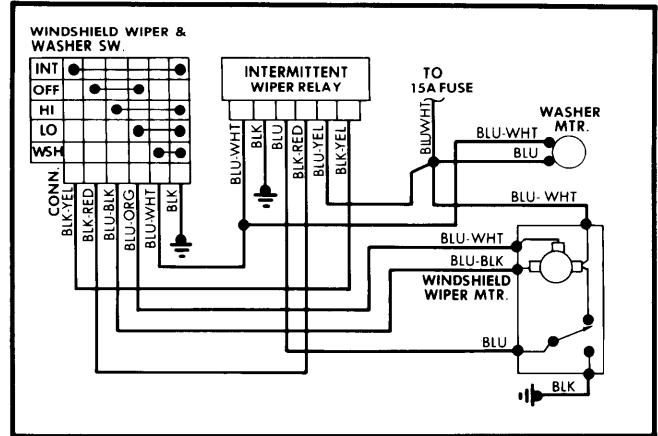 WINDSHIELD WIPER &
WASHER SW.
INT
OFF
HI
LO
WSH
CONN.
BLK-YEL
BLK-RED
BLU-BLK
BLU-ORG
BLU-WHT
BLK
INTERMITTENT
WIPER RELAY
BLU-WHT
BLK
BLU
BLK-RED
BLU-YEL
BLK-YEL
TO
15A FUSE
BLU/WHT
WASHER
MTR.
BLU-WHT
BLU
BLU- WHT
BLU-WHT
BLU-BLK
WINDSHIELD
WIPER MTR.
BLU
BLK